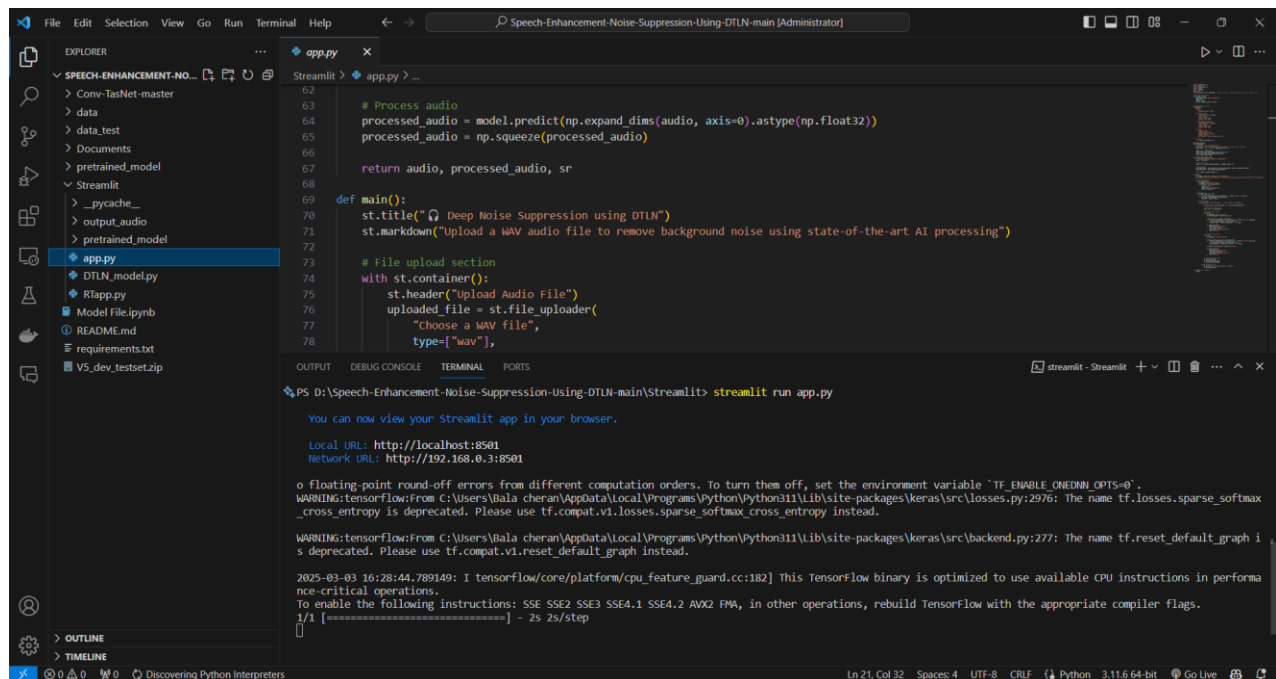 File Edit Selection View Go Run Terminal Help
Speech-Enhancement-Noise-Suppression-Using-DTLN-main [Administrator]
EXPLORER
SPEECH-ENHANCEMENT-NO...
Conv-TasNet-master
data
data_test
Documents
pretrained_model
Streamlit
__pycache__
output_audio
pretrained_model
app.py
DTLN_model.py
RTapp.py
Model File.ipynb
README.md
requirements.txt
V5_dev_testset.zip
OUTLINE
TIMELINE
app.py
Streamlit > app.py > ...
62
63 # Process audio
64 processed_audio = model.predict(np.expand_dims(audio, axis=0).astype(np.float32))
65 processed_audio = np.squeeze(processed_audio)
66
67 return audio, processed_audio, sr
68
69 def main():
70 st.title("🎧 Deep Noise Suppression using DTLN")
71 st.markdown("Upload a WAV audio file to remove background noise using state-of-the-art AI processing")
72
73 # File upload section
74 with st.container():
75 st.header("Upload Audio File")
76 uploaded_file = st.file_uploader(
77 "Choose a WAV file",
78 type=["wav"],
OUTPUT DEBUG CONSOLE TERMINAL PORTS
streamlit - Streamlit
PS D:\Speech-Enhancement-Noise-Suppression-Using-DTLN-main\Streamlit> streamlit run app.py
You can now view your Streamlit app in your browser.
Local URL: http://localhost:8501
Network URL: http://192.168.0.3:8501
o floating-point round-off errors from different computation orders. To turn them off, set the environment variable `TF_ENABLE_ONEDNN_OPTS=0`.
WARNING:tensorflow:From C:\Users\Bala cheran\AppData\Local\Programs\Python\Python311\Lib\site-packages\keras\src\losses.py:2976: The name tf.losses.sparse_softmax
_cross_entropy is deprecated. Please use tf.compat.v1.losses.sparse_softmax_cross_entropy instead.
WARNING:tensorflow:From C:\Users\Bala cheran\AppData\Local\Programs\Python\Python311\Lib\site-packages\keras\src\backend.py:277: The name tf.reset_default_graph i
s deprecated. Please use tf.compat.v1.reset_default_graph instead.
2025-03-03 16:28:44.789149: I tensorflow/core/platform/cpu_feature_guard.cc:182] This TensorFlow binary is optimized to use available CPU instructions in performa
nce-critical operations.
To enable the following instructions: SSE SSE2 SSE3 SSE4.1 SSE4.2 AVX2 FMA, in other operations, rebuild TensorFlow with the appropriate compiler flags.
1/1 [==============================] - 2s 2s/step
0 0 0 Discovering Python Interpreters
Ln 21, Col 32 Spaces: 4 UTF-8 CRLF Python 3.11.6 64-bit Go Live